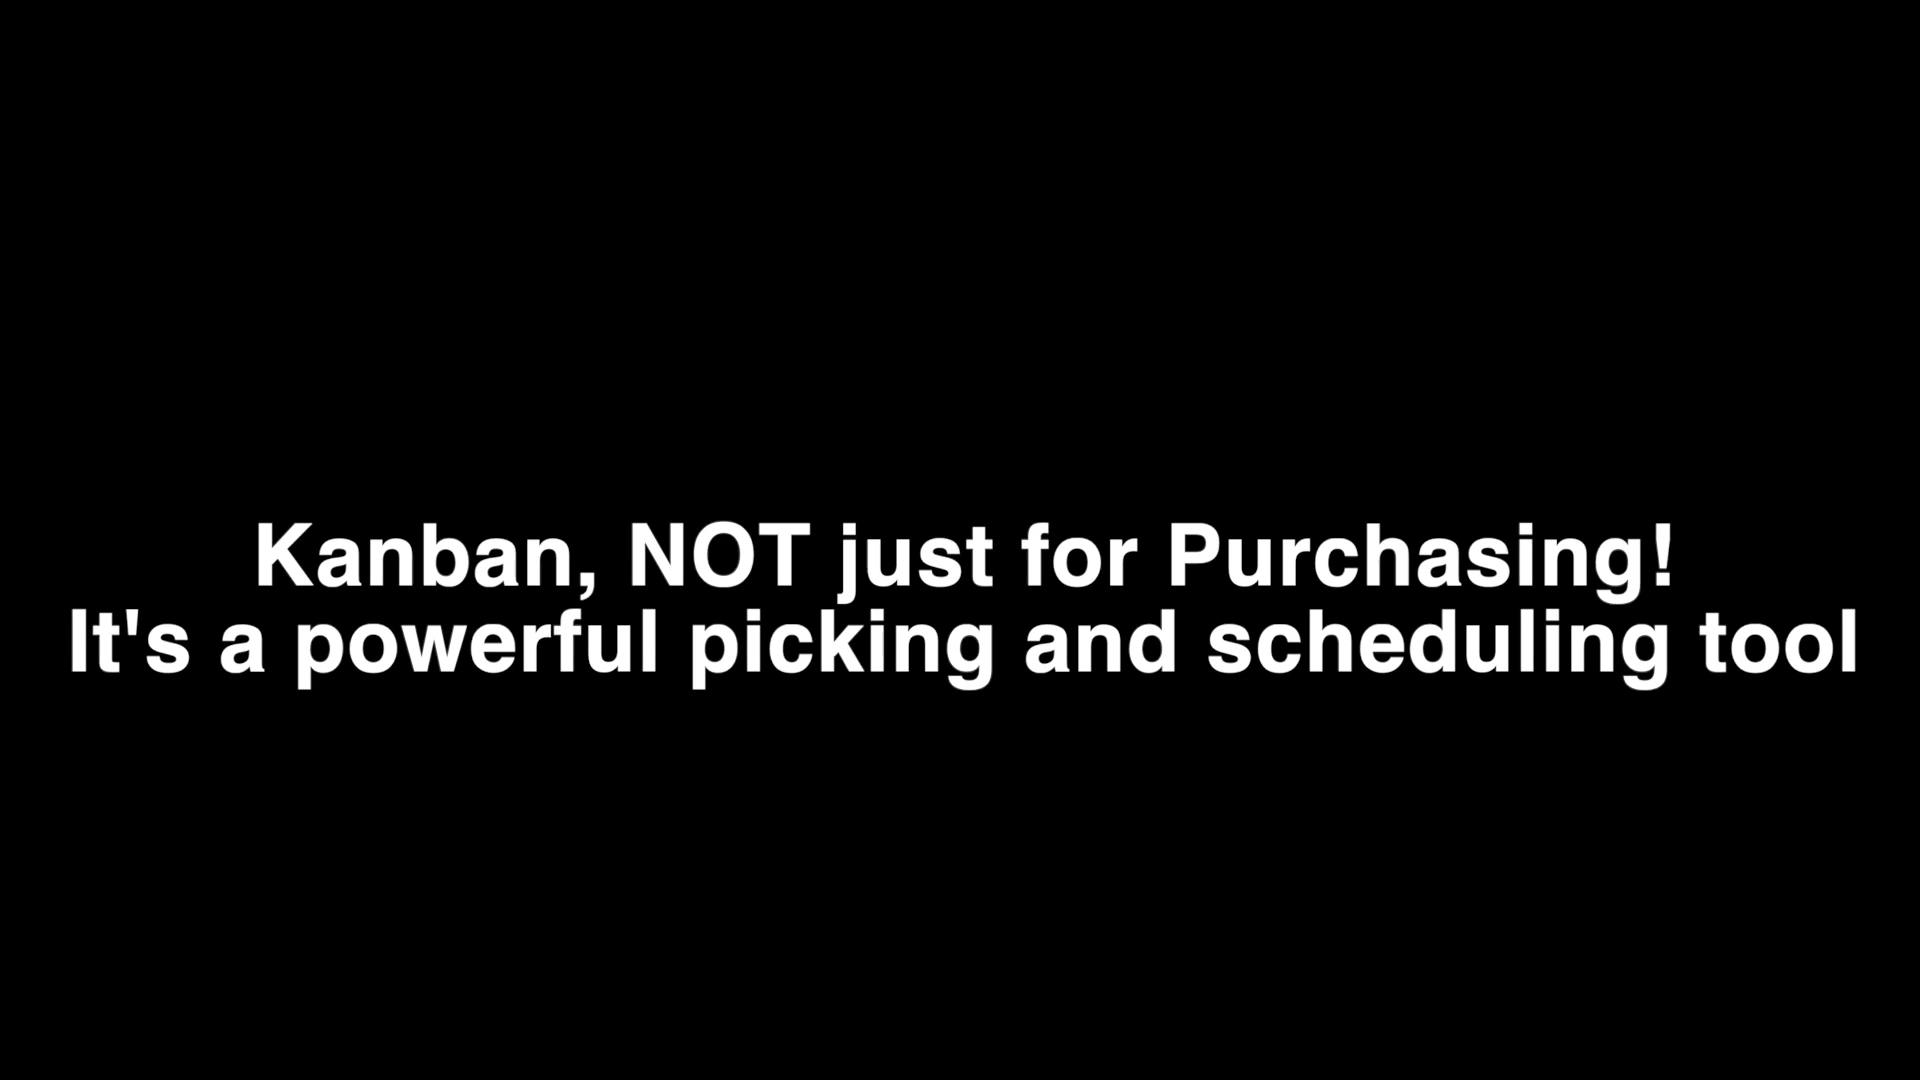 Kanban, NOT just for Purchasing!
It's a powerful picking and scheduling tool